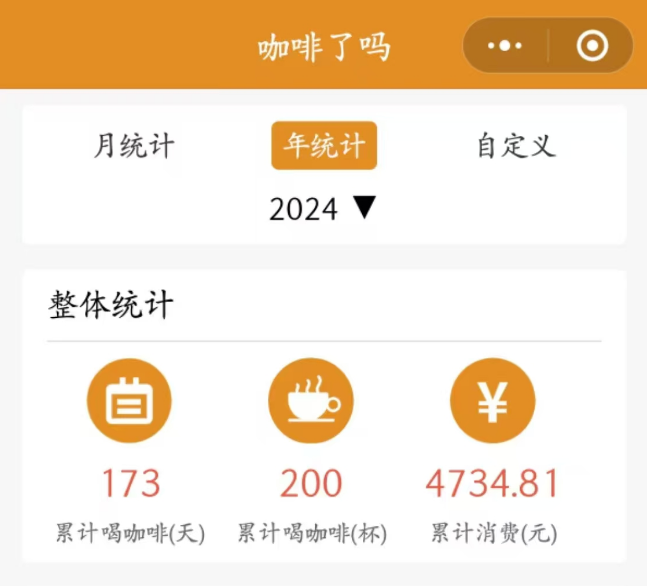 咖啡了吗
月统计 年统计 自定义
2024 ▼
整体统计
¥
173 200 4734.81
累计喝咖啡(天) 累计喝咖啡(杯) 累计消费(元)